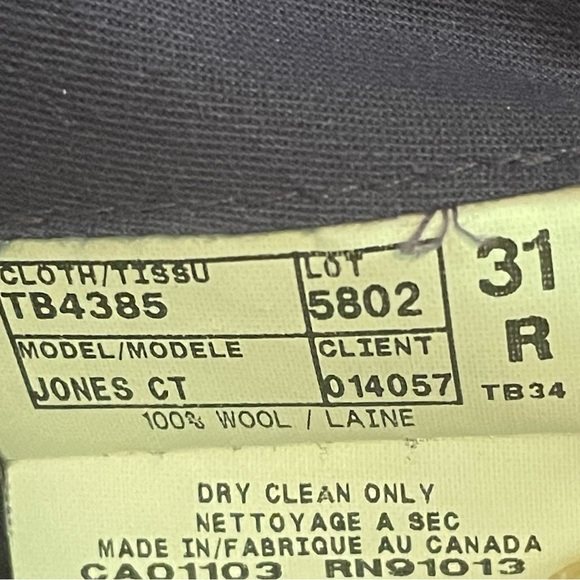 CLOTH/TISSU LOT
TB4385 5802
MODEL/MODELE CLIENT
JONES CT 014057
31
R
TB34
100% WOOL / LAINE
DRY CLEAN ONLY
NETTOYAGE A SEC
MADE IN/FABRIQUE AU CANADA
CA01103 RN91013